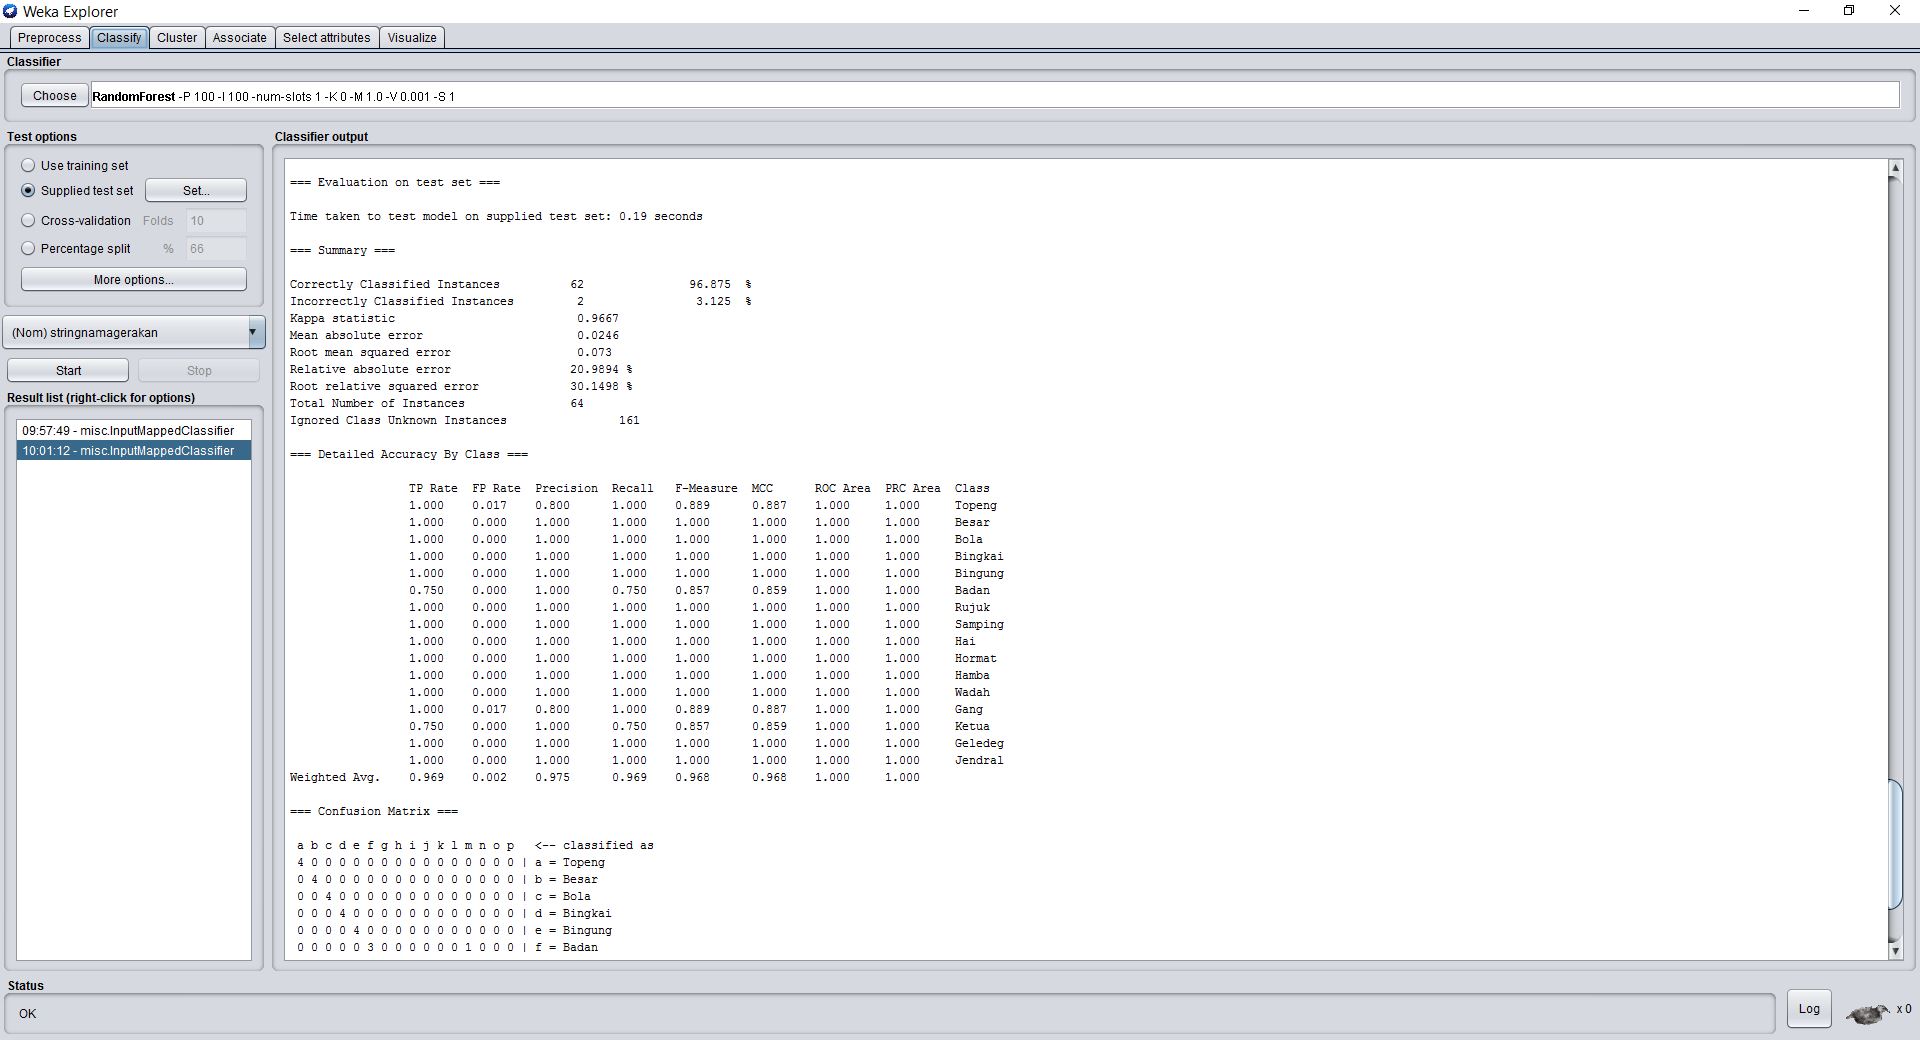 Weka Explorer
Preprocess Classify Cluster Associate Select attributes Visualize
Classifier
Choose RandomForest -P 100 -I 100 -num-slots 1 -K 0 -M 1.0 -V 0.001 -S 1
Test options
Use training set
Supplied test set Set...
Cross-validation Folds 10
Percentage split % 66
More options...
(Nom) stringnamagerakan
Start Stop
Result list (right-click for options)
09:57:49 - misc.InputMappedClassifier
10:01:12 - misc.InputMappedClassifier
Classifier output
=== Evaluation on test set ===
Time taken to test model on supplied test set: 0.19 seconds
=== Summary ===
Correctly Classified Instances 62 96.875 %
Incorrectly Classified Instances 2 3.125 %
Kappa statistic 0.9667
Mean absolute error 0.0246
Root mean squared error 0.073
Relative absolute error 20.9894 %
Root relative squared error 30.1498 %
Total Number of Instances 64
Ignored Class Unknown Instances 161
=== Detailed Accuracy By Class ===
TP Rate FP Rate Precision Recall F-Measure MCC ROC Area PRC Area Class
1.000 0.017 0.800 1.000 0.889 0.887 1.000 1.000 Topeng
1.000 0.000 1.000 1.000 1.000 1.000 1.000 1.000 Besar
1.000 0.000 1.000 1.000 1.000 1.000 1.000 1.000 Bola
1.000 0.000 1.000 1.000 1.000 1.000 1.000 1.000 Bingkai
1.000 0.000 1.000 1.000 1.000 1.000 1.000 1.000 Bingung
0.750 0.000 1.000 0.750 0.857 0.859 1.000 1.000 Badan
1.000 0.000 1.000 1.000 1.000 1.000 1.000 1.000 Rujuk
1.000 0.000 1.000 1.000 1.000 1.000 1.000 1.000 Samping
1.000 0.000 1.000 1.000 1.000 1.000 1.000 1.000 Hai
1.000 0.000 1.000 1.000 1.000 1.000 1.000 1.000 Hormat
1.000 0.000 1.000 1.000 1.000 1.000 1.000 1.000 Hamba
1.000 0.000 1.000 1.000 1.000 1.000 1.000 1.000 Wadah
1.000 0.017 0.800 1.000 0.889 0.887 1.000 1.000 Gang
0.750 0.000 1.000 0.750 0.857 0.859 1.000 1.000 Ketua
1.000 0.000 1.000 1.000 1.000 1.000 1.000 1.000 Geledeg
1.000 0.000 1.000 1.000 1.000 1.000 1.000 1.000 Jendral
Weighted Avg. 0.969 0.002 0.975 0.969 0.968 0.968 1.000 1.000
=== Confusion Matrix ===
a b c d e f g h i j k l m n o p <-- classified as
4 0 0 0 0 0 0 0 0 0 0 0 0 0 0 0 | a = Topeng
0 4 0 0 0 0 0 0 0 0 0 0 0 0 0 0 | b = Besar
0 0 4 0 0 0 0 0 0 0 0 0 0 0 0 0 | c = Bola
0 0 0 4 0 0 0 0 0 0 0 0 0 0 0 0 | d = Bingkai
0 0 0 0 4 0 0 0 0 0 0 0 0 0 0 0 | e = Bingung
0 0 0 0 0 3 0 0 0 0 0 0 1 0 0 0 | f = Badan
Status
OK
Log x 0